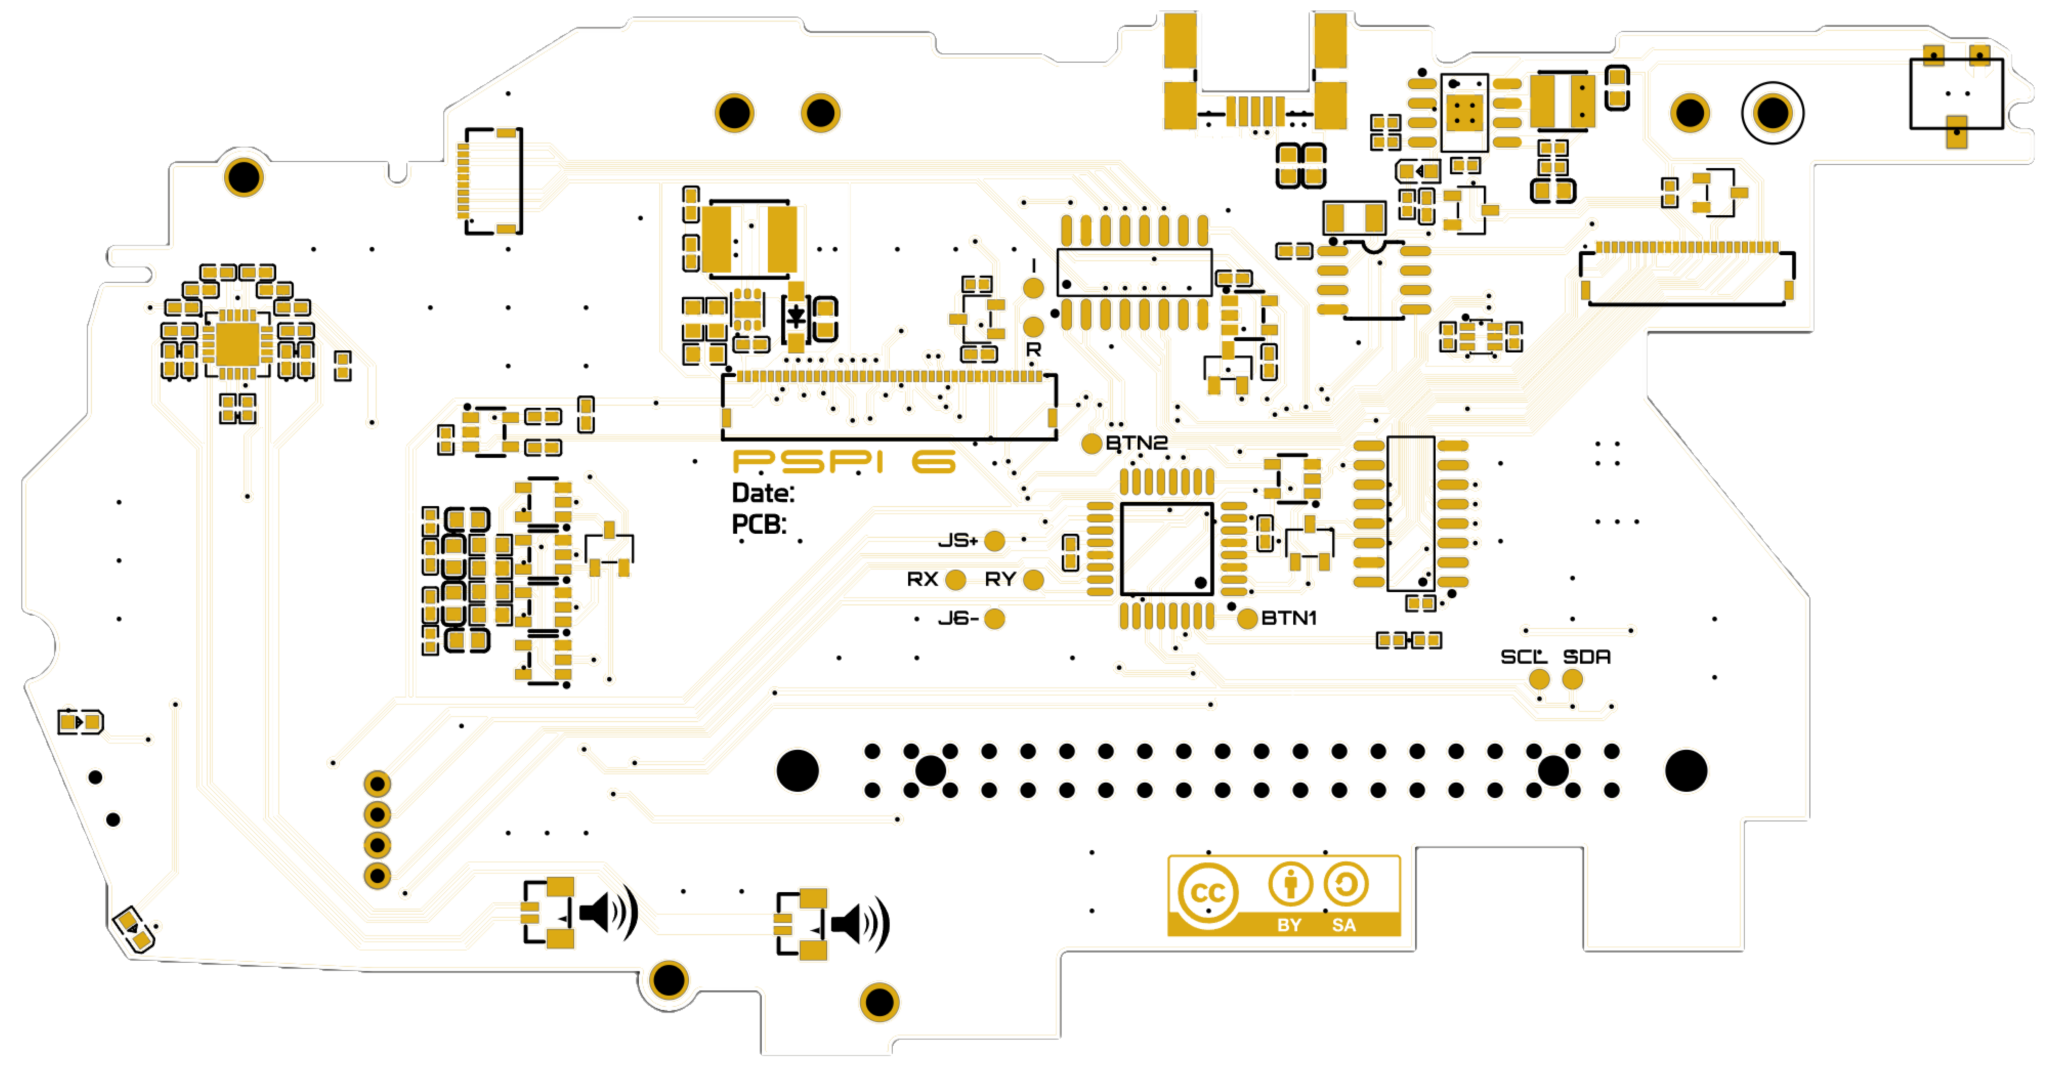 I
R
BTN2
PSPI 6
Date:
PCB:
JS+
RX RY
J6-
BTN1
SCL SDA
CC
BY SA